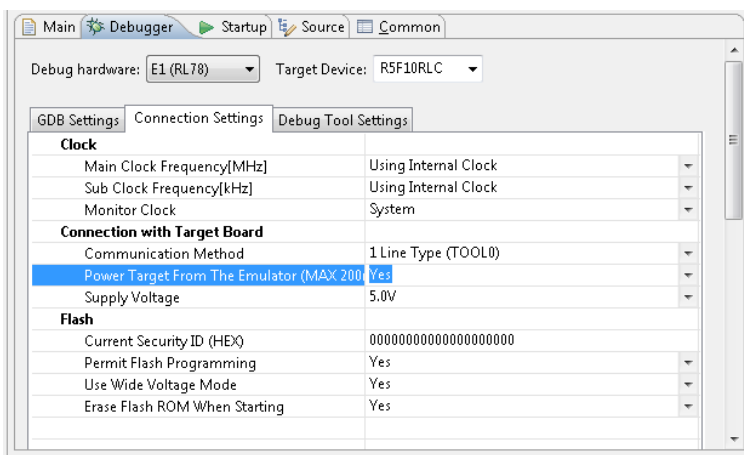 Main Debugger Startup Source Common
Debug hardware: E1 (RL78) Target Device: R5F10RLC
GDB Settings Connection Settings Debug Tool Settings
Clock
Main Clock Frequency[MHz] Using Internal Clock
Sub Clock Frequency[kHz] Using Internal Clock
Monitor Clock System
Connection with Target Board
Communication Method 1 Line Type (TOOL0)
Power Target From The Emulator (MAX 200 Yes
Supply Voltage 5.0V
Flash
Current Security ID (HEX) 00000000000000000000
Permit Flash Programming Yes
Use Wide Voltage Mode Yes
Erase Flash ROM When Starting Yes